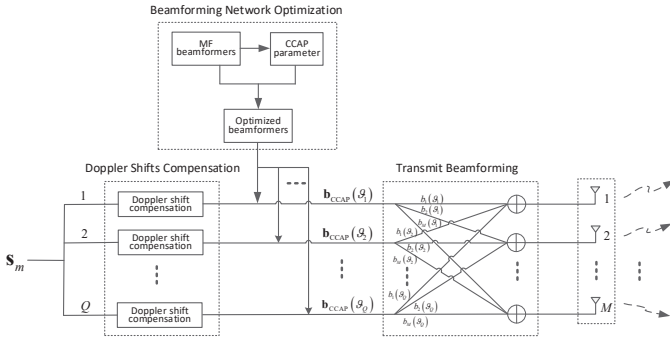 Beamforming Network Optimization
MF
beamformers
CCAP
parameter
Optimized
beamformers
Doppler Shifts Compensation
Transmit Beamforming
1
Doppler shift
compensation
b_CCAP(ϑ_1)
b_1(ϑ_1)
b_2(ϑ_1)
b_M(ϑ_1)
1
2
Doppler shift
compensation
b_CCAP(ϑ_2)
b_1(ϑ_2)
b_2(ϑ_2)
b_M(ϑ_2)
2
s_m
Q
Doppler shift
compensation
b_CCAP(ϑ_Q)
b_1(ϑ_Q)
b_2(ϑ_Q)
b_M(ϑ_Q)
M